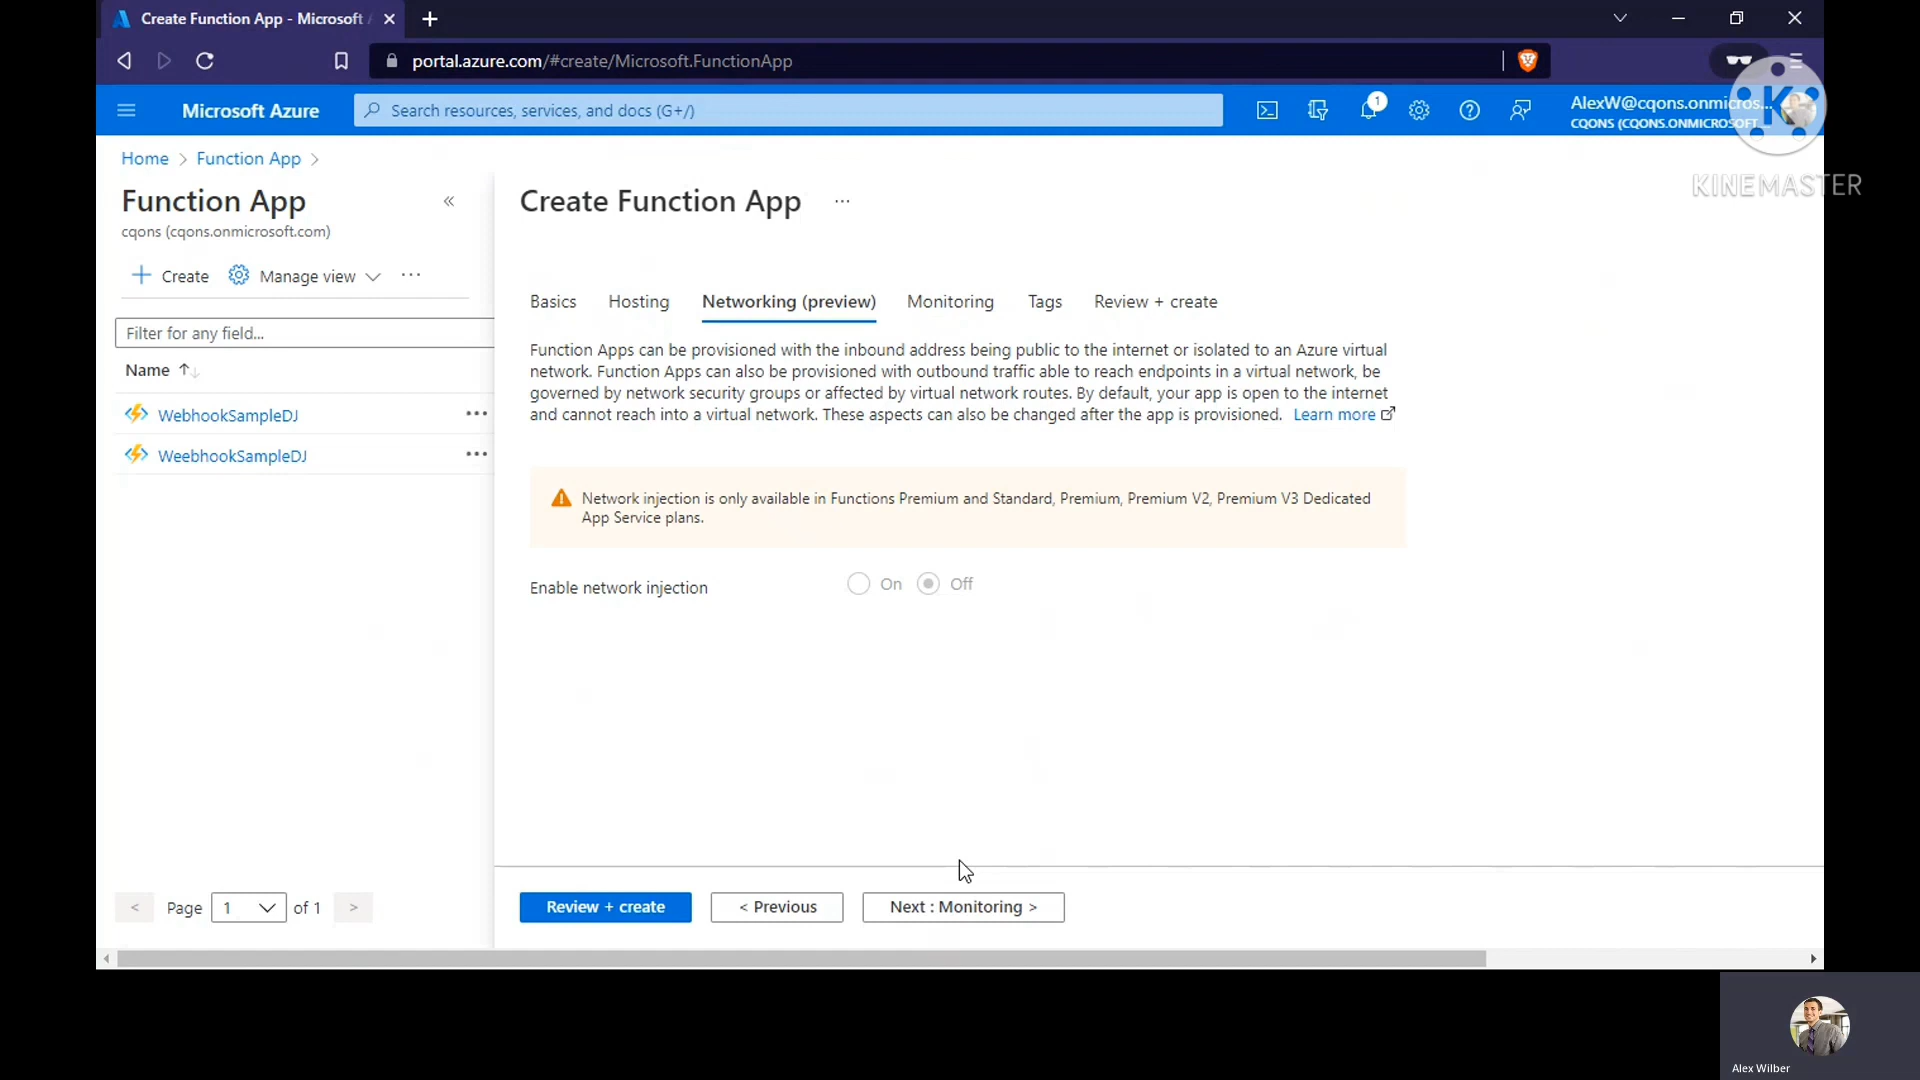 Create Function App - Microsoft A
portal.azure.com/#create/Microsoft.FunctionApp
Microsoft Azure
Search resources, services, and docs (G+/)
1
AlexW@cqons.onmicros...
CQONS (CQONS.ONMICROSOFT....
K
KINEMASTER
Home > Function App >
Function App
cqons (cqons.onmicrosoft.com)
Create
Manage view
Filter for any field...
Name
WebhookSampleDJ
WeebhookSampleDJ
< Page 1 of 1 >
Create Function App
Basics
Hosting
Networking (preview)
Monitoring
Tags
Review + create
Function Apps can be provisioned with the inbound address being public to the internet or isolated to an Azure virtual
network. Function Apps can also be provisioned with outbound traffic able to reach endpoints in a virtual network, be
governed by network security groups or affected by virtual network routes. By default, your app is open to the internet
and cannot reach into a virtual network. These aspects can also be changed after the app is provisioned. Learn more
Network injection is only available in Functions Premium and Standard, Premium, Premium V2, Premium V3 Dedicated
App Service plans.
Enable network injection
On
Off
Review + create
< Previous
Next : Monitoring >
Alex Wilber